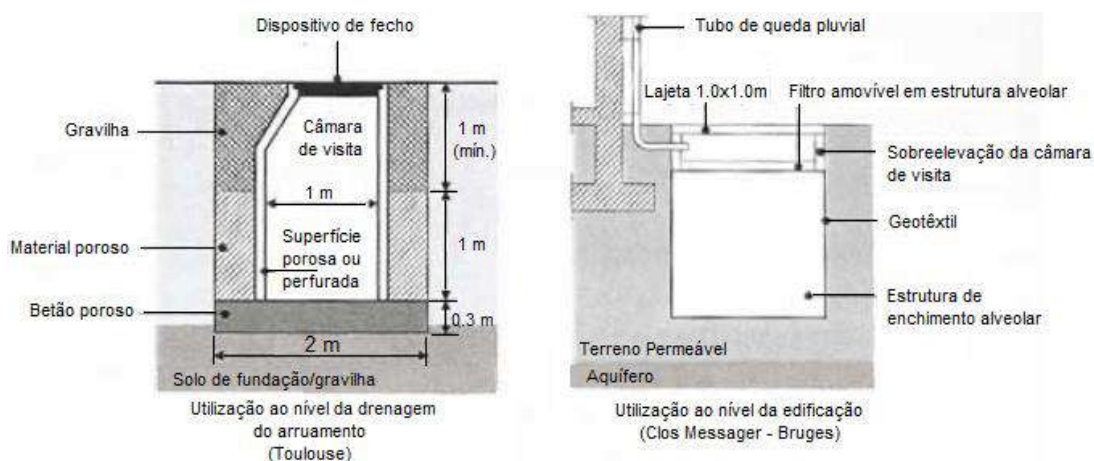 Dispositivo de fecho
Gravilha
Câmara
de visita
1 m
(mín.)
1 m
Material poroso
Superfície
porosa ou
perfurada
1 m
Betão poroso
0.3 m
2 m
Solo de fundação/gravilha
Utilização ao nível da drenagem
do arruamento
(Toulouse)
Tubo de queda pluvial
Lajeta 1.0x1.0m
Filtro amovível em estrutura alveolar
Sobreelevação da câmara
de visita
Geotêxtil
Estrutura de
enchimento alveolar
Terreno Permeável
Aquífero
Utilização ao nível da edificação
(Clos Messager - Bruges)